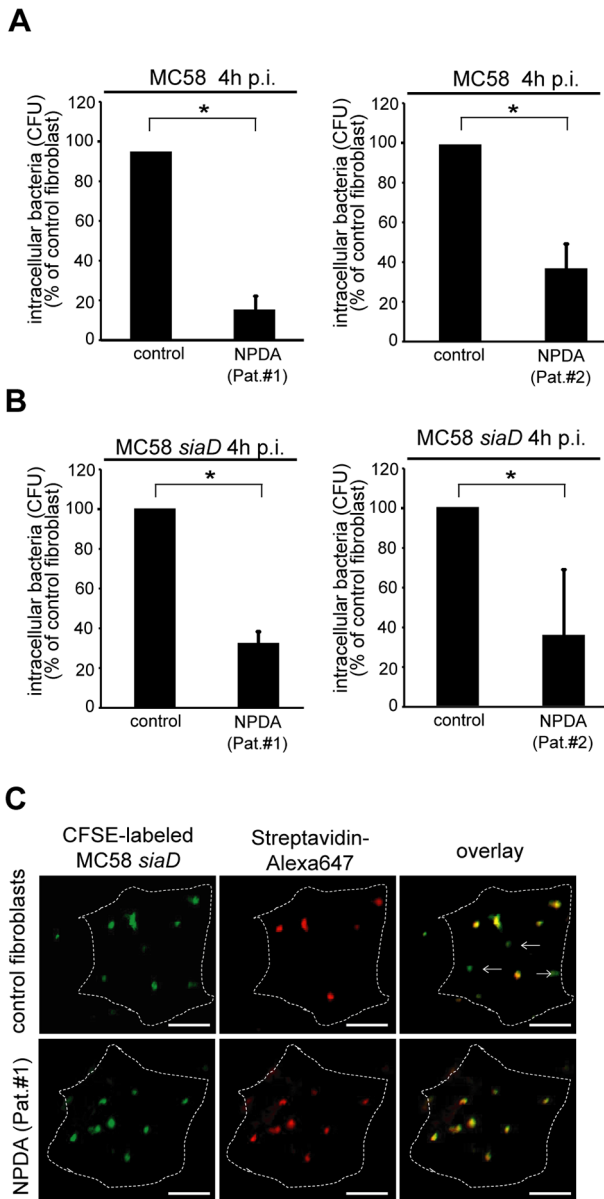 A
MC58 4h p.i.
intracellular bacteria (CFU)
(% of control fibroblast)
120
100
80
60
40
20
0
*
control
NPDA
(Pat.#1)
MC58 4h p.i.
intracellular bacteria (CFU)
(% of control fibroblast)
120
100
80
60
40
20
0
*
control
NPDA
(Pat.#2)
B
MC58 siaD 4h p.i.
intracellular bacteria (CFU)
(% of control fibroblast)
120
100
80
60
40
20
0
*
control
NPDA
(Pat.#1)
MC58 siaD 4h p.i.
intracellular bacteria (CFU)
(% of control fibroblast)
120
100
80
60
40
20
0
*
control
NPDA
(Pat.#2)
C
CFSE-labeled
MC58 siaD
Streptavidin-
Alexa647
overlay
control fibroblasts
NPDA (Pat.#1)